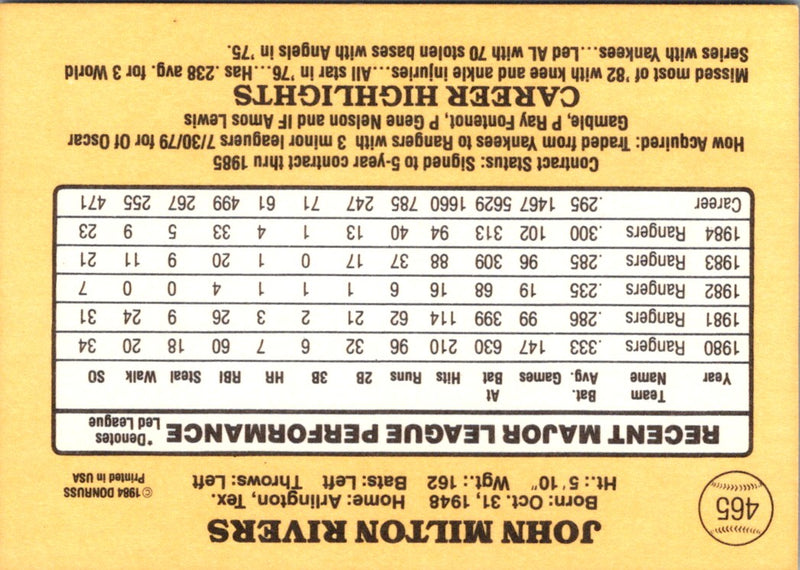 465
JOHN MILTON RIVERS
Born: Oct. 31, 1948 Home: Arlington, Tex.
Ht.: 5' 10" Wgt.: 162 Bats: Left Throws: Left
©1984 DONRUSS
Printed in USA
RECENT MAJOR LEAGUE PERFORMANCE *Denotes Led League
Year Team Name Bat. Avg. Games At Bat Hits Runs 2B 3B HR RBI Steal Walk SO
1980 Rangers .333 147 630 210 96 32 6 7 60 18 20 34
1981 Rangers .286 99 399 114 62 21 2 3 26 9 24 31
1982 Rangers .235 19 68 16 6 1 1 1 4 0 0 7
1983 Rangers .285 96 309 88 37 17 0 1 20 9 11 21
1984 Rangers .300 102 313 94 40 13 1 4 33 5 9 23
Career .295 1467 5629 1660 785 247 71 61 499 267 255 471
Contract Status: Signed to 5-year contract thru 1985
How Acquired: Traded from Yankees to Rangers with 3 minor leaguers 7/30/79 for Of Oscar
Gamble, P Ray Fontenot, P Gene Nelson and IF Amos Lewis
CAREER HIGHLIGHTS
Missed most of '82 with knee and ankle injuries...All star in '76...Has .238 avg. for 3 World
Series with Yankees...Led AL with 70 stolen bases with Angels in '75.